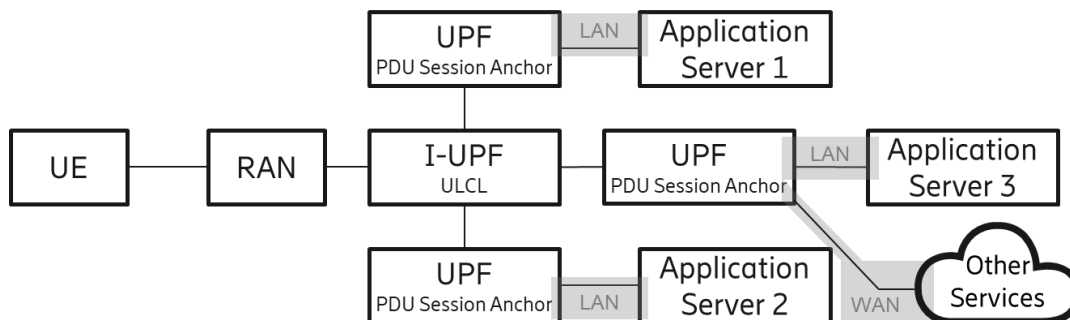 UPF
PDU Session Anchor
LAN
Application
Server 1
UE
RAN
I-UPF
ULCL
UPF
PDU Session Anchor
LAN
Application
Server 3
UPF
PDU Session Anchor
LAN
Application
Server 2
WAN
Other
Services